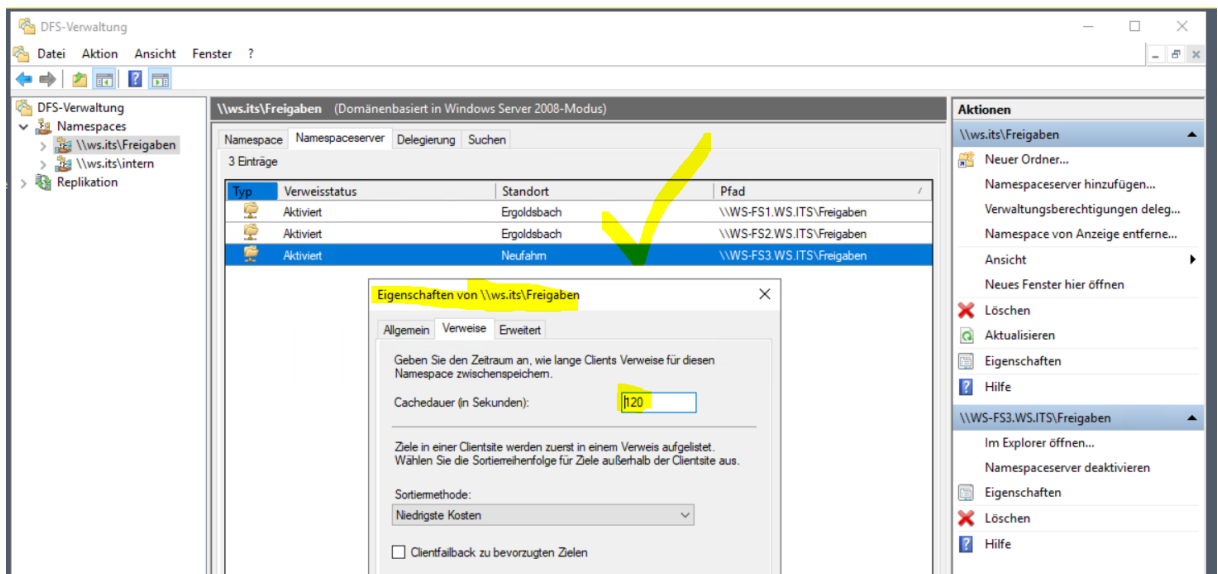 DFS-Verwaltung
Datei Aktion Ansicht Fenster ?
DFS-Verwaltung
Namespaces
\\ws.its\Freigaben
\\ws.its\intern
Replikation
\\ws.its\Freigaben (Domänenbasiert in Windows Server 2008-Modus)
Namespace Namespaceserver Delegierung Suchen
3 Einträge
Typ Verweisstatus Standort Pfad
Aktiviert Ergoldsbach \\WS-FS1.WS.ITS\Freigaben
Aktiviert Ergoldsbach \\WS-FS2.WS.ITS\Freigaben
Aktiviert Neufahrn \\WS-FS3.WS.ITS\Freigaben
Eigenschaften von \\ws.its\Freigaben
Allgemein Verweise Erweitert
Geben Sie den Zeitraum an, wie lange Clients Verweise für diesen
Namespace zwischenspeichern.
Cachedauer (in Sekunden): 120
Ziele in einer Clientsite werden zuerst in einem Verweis aufgelistet.
Wählen Sie die Sortierreihenfolge für Ziele außerhalb der Clientsite aus.
Sortiermethode:
Niedrigste Kosten
Clientfailback zu bevorzugten Zielen
Aktionen
\\ws.its\Freigaben
Neuer Ordner...
Namespaceserver hinzufügen...
Verwaltungsberechtigungen deleg...
Namespace von Anzeige entferne...
Ansicht
Neues Fenster hier öffnen
Löschen
Aktualisieren
Eigenschaften
Hilfe
\\WS-FS3.WS.ITS\Freigaben
Im Explorer öffnen...
Namespaceserver deaktivieren
Eigenschaften
Löschen
Hilfe